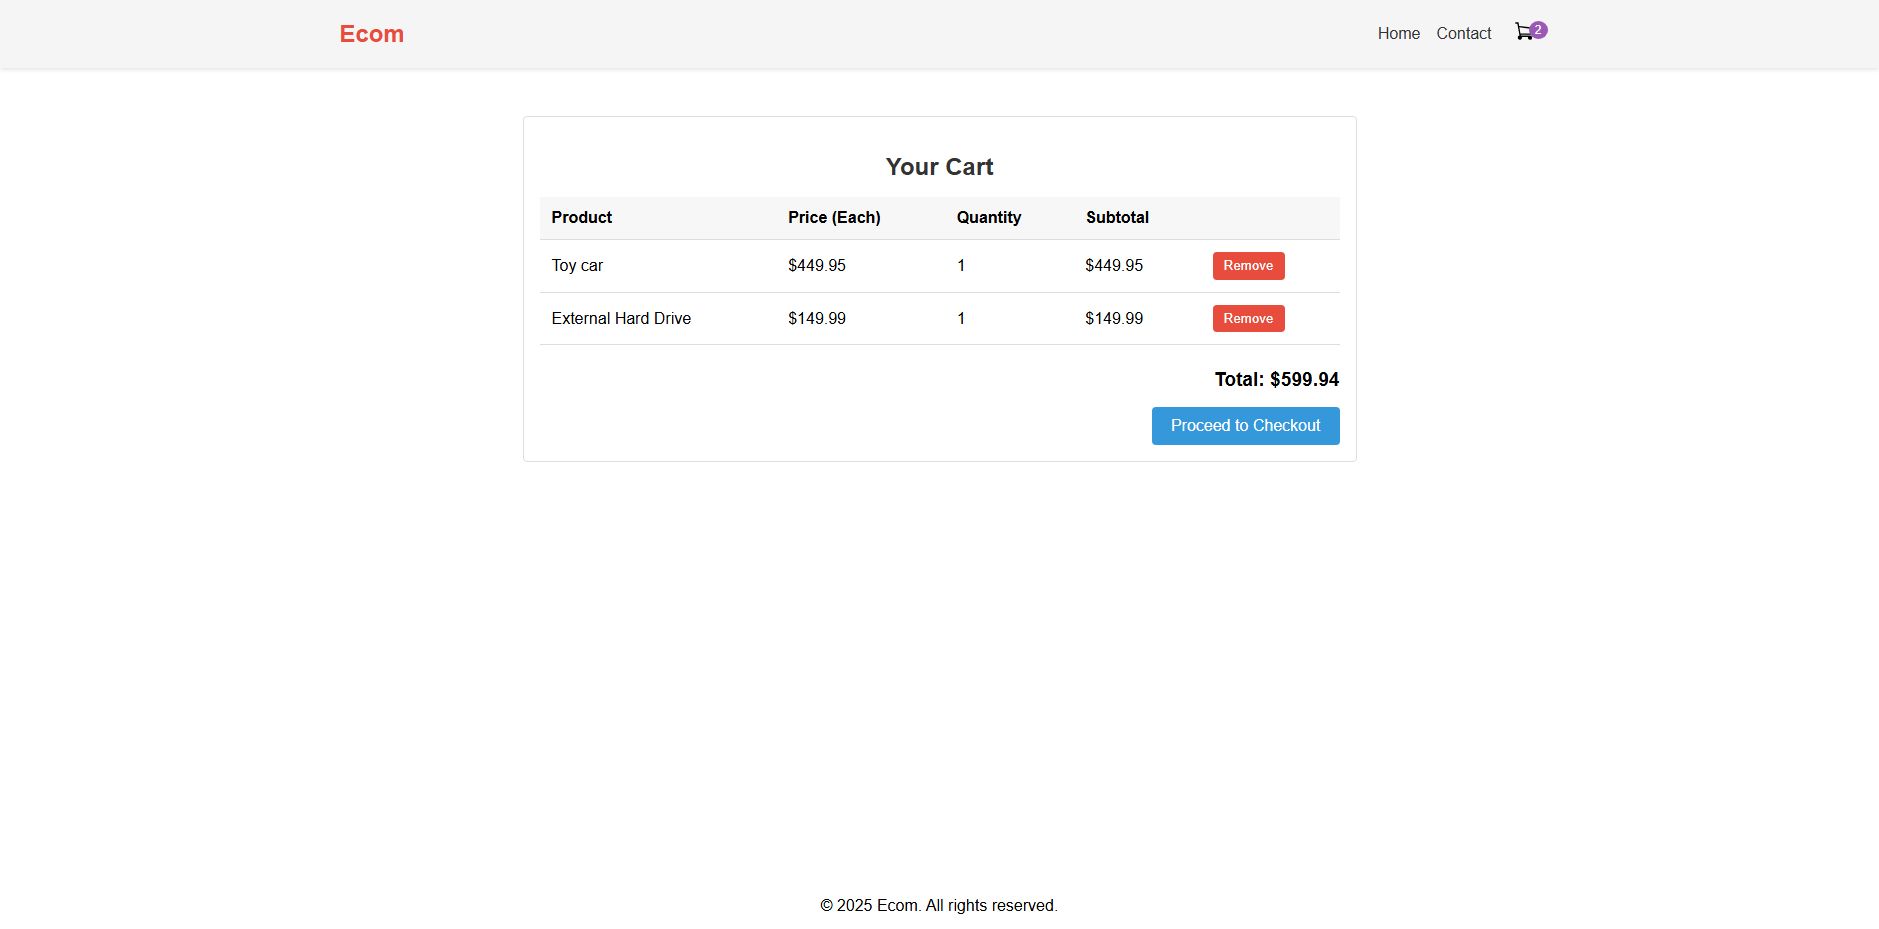 Ecom
Home Contact 2
Your Cart
Product Price (Each) Quantity Subtotal
Toy car $449.95 1 $449.95 Remove
External Hard Drive $149.99 1 $149.99 Remove
Total: $599.94
Proceed to Checkout
© 2025 Ecom. All rights reserved.